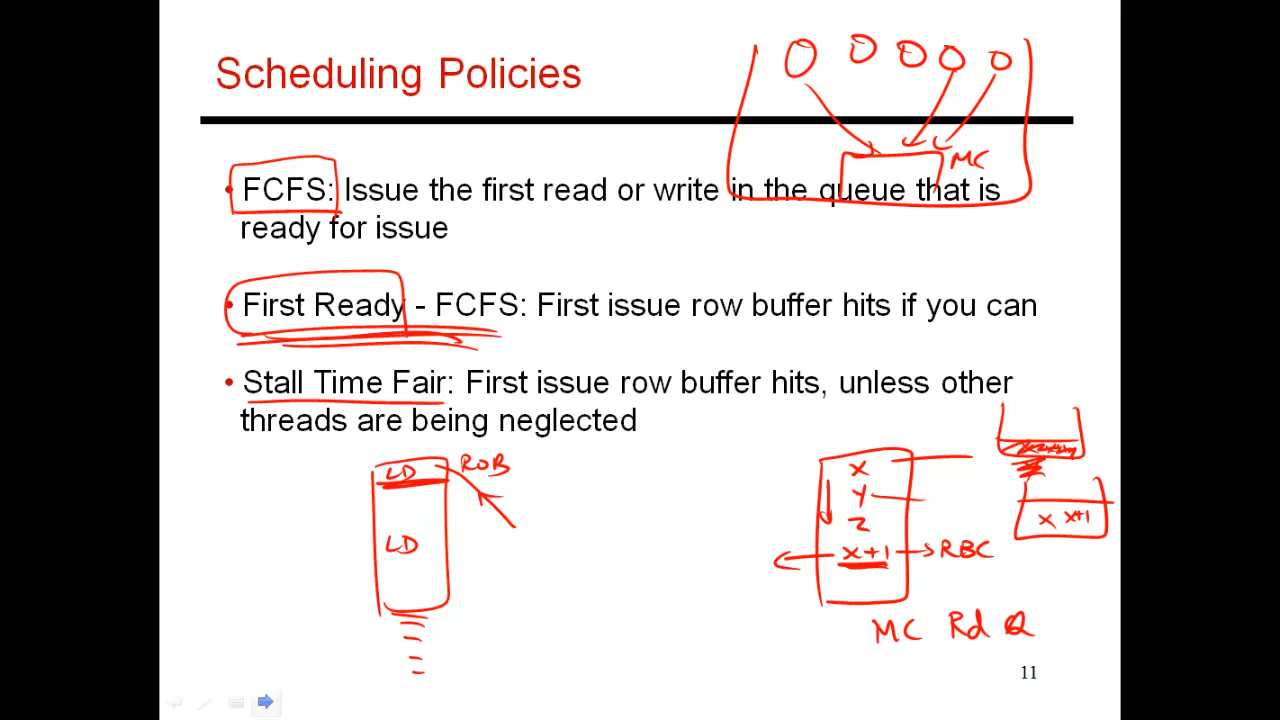 Scheduling Policies
MC
• FCFS: Issue the first read or write in the queue that is
ready for issue
• First Ready - FCFS: First issue row buffer hits if you can
• Stall Time Fair: First issue row buffer hits, unless other
threads are being neglected
LD
ROB
LD
X
Y
Z
X+1
RBC
X X+1
MC Rd Q
11